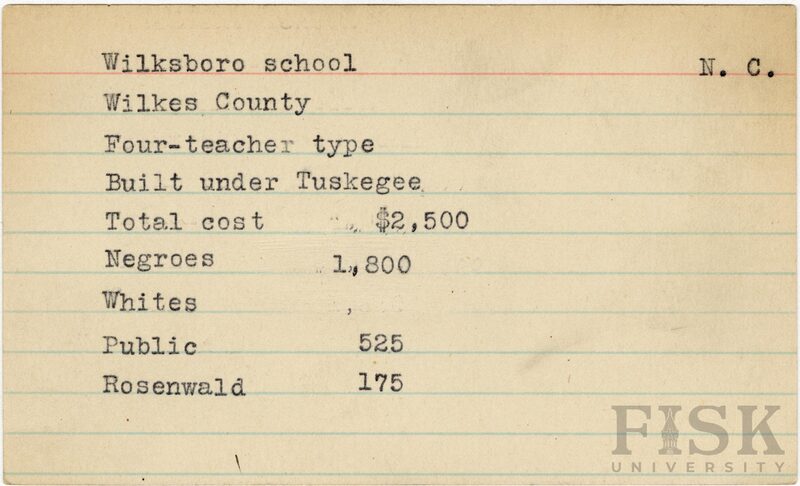 Wilksboro school N. C.
Wilkes County
Four-teacher type
Built under Tuskegee
Total cost $2,500
Negroes 1,800
Whites
Public 525
Rosenwald 175
FISK
UNIVERSITY